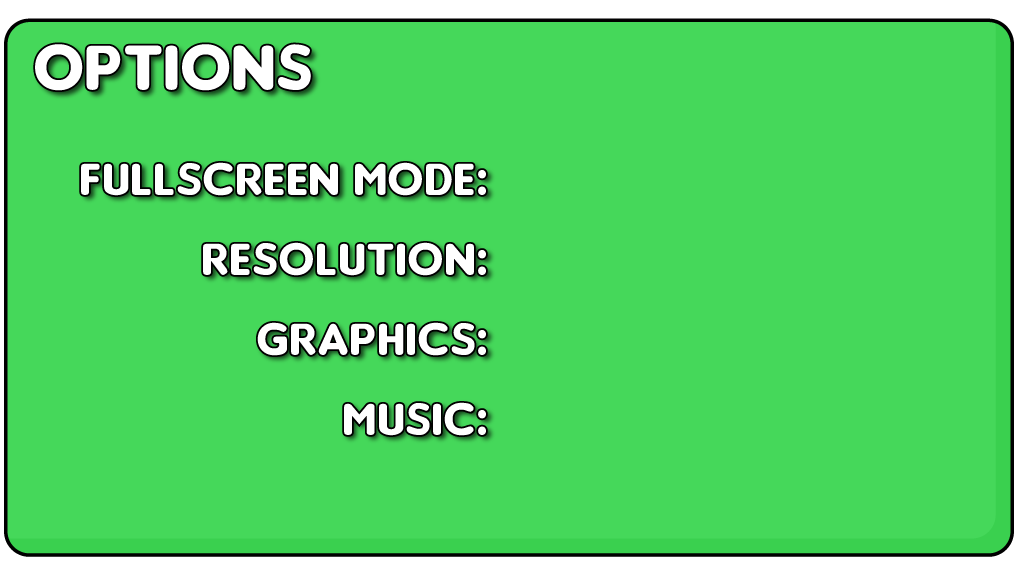 OPTIONS
FULLSCREEN MODE:
RESOLUTION:
GRAPHICS:
MUSIC: